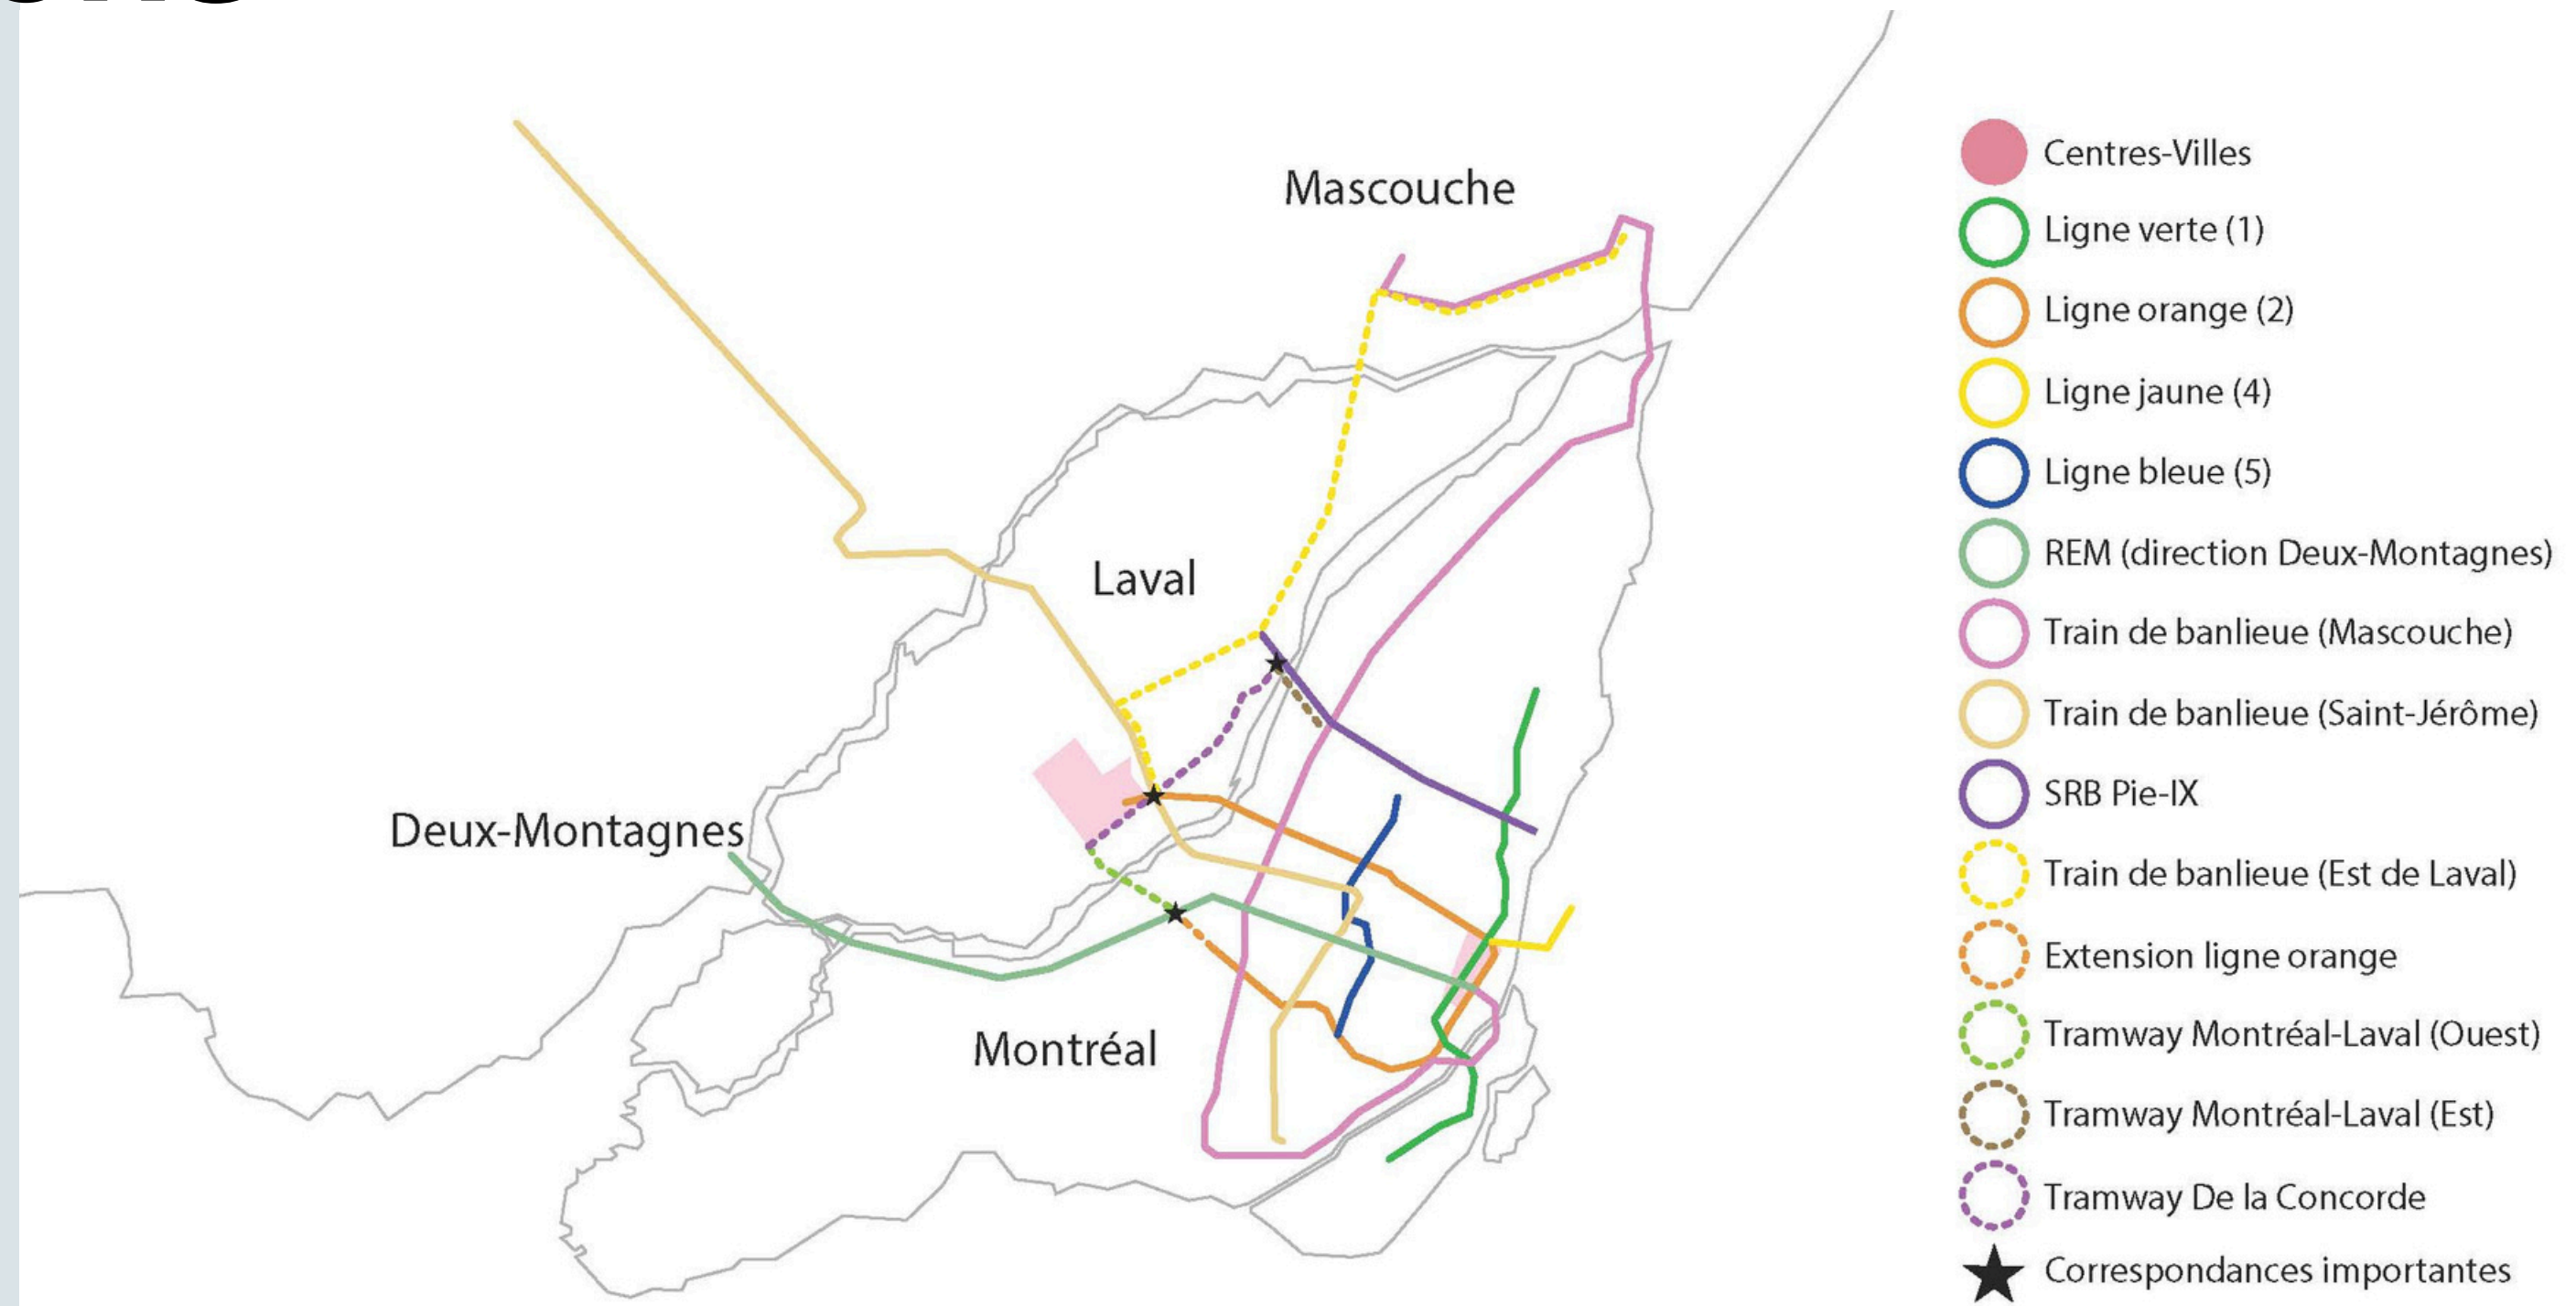 Mascouche
Laval
Deux-Montagnes
Montréal
Centres-Villes
Ligne verte (1)
Ligne orange (2)
Ligne jaune (4)
Ligne bleue (5)
REM (direction Deux-Montagnes)
Train de banlieue (Mascouche)
Train de banlieue (Saint-Jérôme)
SRB Pie-IX
Train de banlieue (Est de Laval)
Extension ligne orange
Tramway Montréal-Laval (Ouest)
Tramway Montréal-Laval (Est)
Tramway De la Concorde
Correspondances importantes